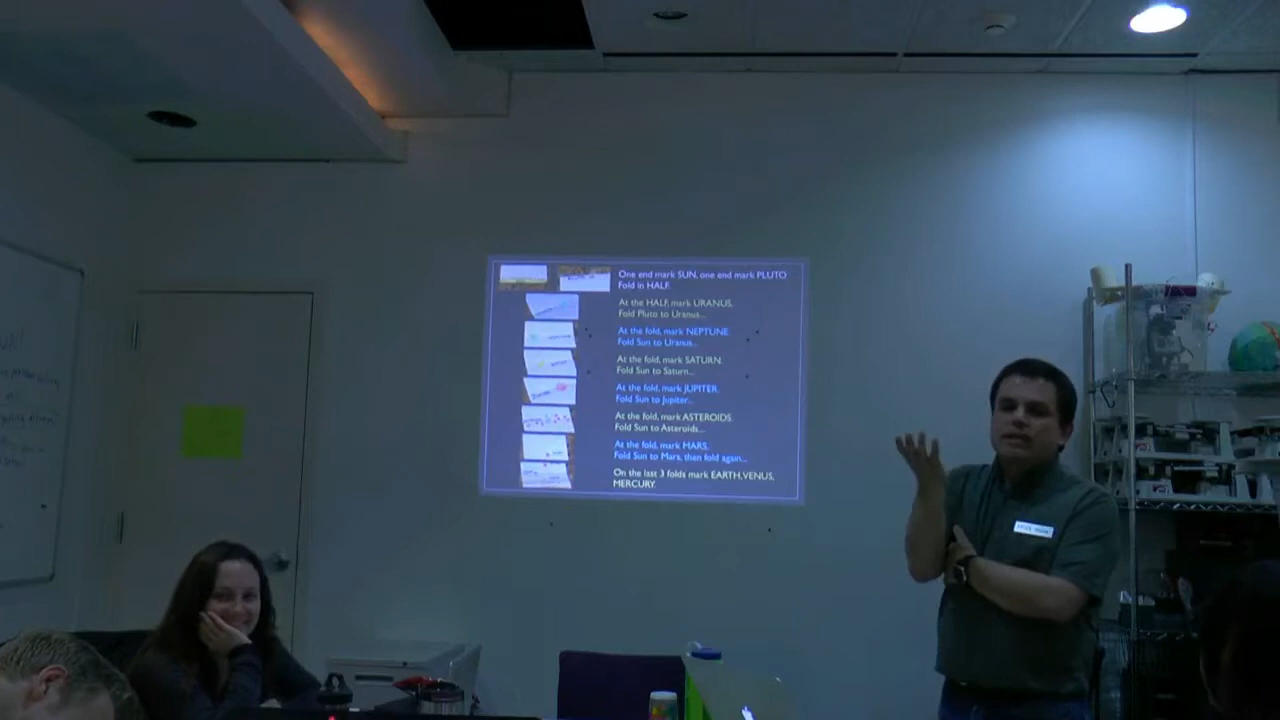 One end mark SUN, one end mark PLUTO
Fold in HALF.
At the HALF, mark URANUS.
Fold Pluto to Uranus...
At the fold, mark NEPTUNE.
Fold Sun to Uranus...
At the fold, mark SATURN.
Fold Sun to Saturn...
At the fold, mark JUPITER.
Fold Sun to Jupiter...
At the fold, mark ASTEROIDS.
Fold Sun to Asteroids...
At the fold, mark MARS.
Fold Sun to Mars, then fold again...
On the last 3 folds mark EARTH, VENUS,
MERCURY.